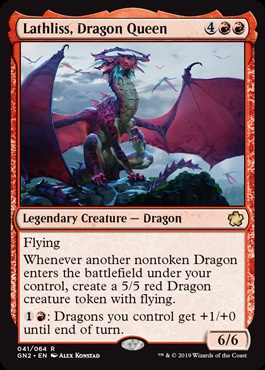 Lathliss, Dragon Queen 4
Legendary Creature — Dragon
Flying
Whenever another nontoken Dragon
enters the battlefield under your
control, create a 5/5 red Dragon
creature token with flying.
1 : Dragons you control get +1/+0
until end of turn.
6/6
041/064 R
GN2 • EN ALEX KONSTAD
™ & © 2019 Wizards of the Coast